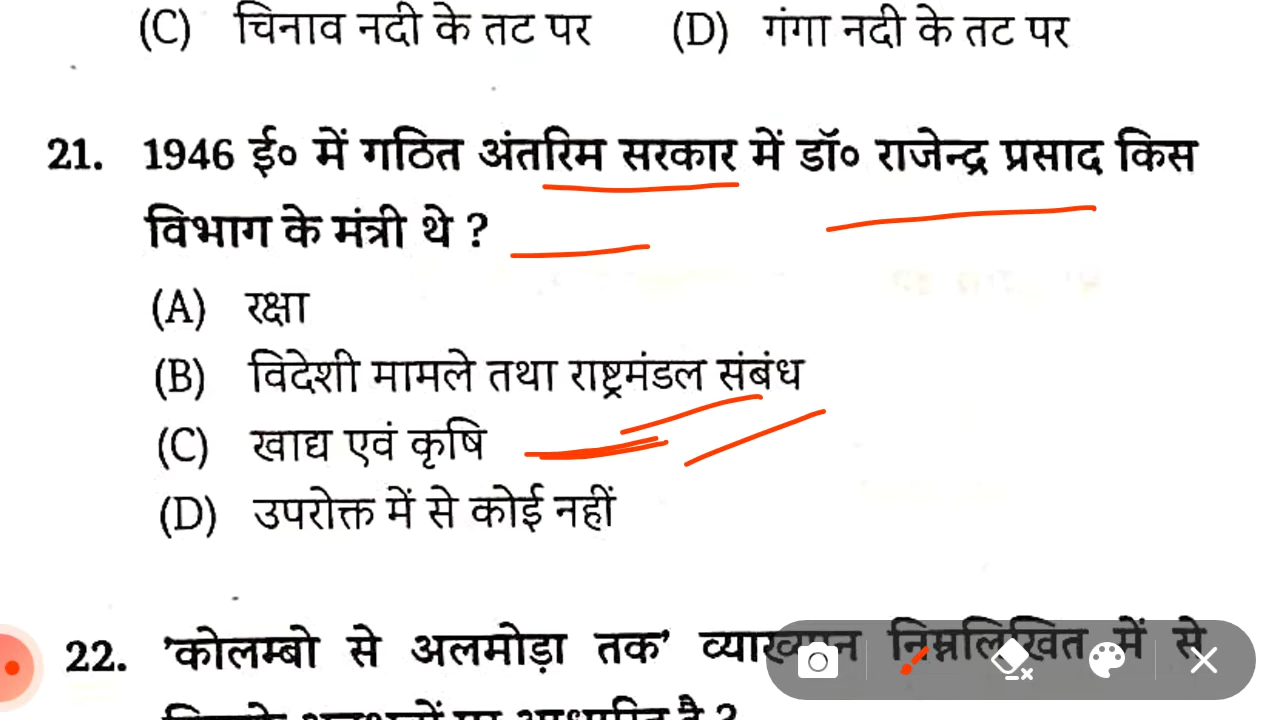 (C) चिनाव नदी के तट पर (D) गंगा नदी के तट पर
21. 1946 ई० में गठित अंतरिम सरकार में डॉ० राजेन्द्र प्रसाद किस
विभाग के मंत्री थे ?
(A) रक्षा
(B) विदेशी मामले तथा राष्ट्रमंडल संबंध
(C) खाद्य एवं कृषि
(D) उपरोक्त में से कोई नहीं
22. 'कोलम्बो से अलमोड़ा तक' व्याख्यान निम्नलिखित में से